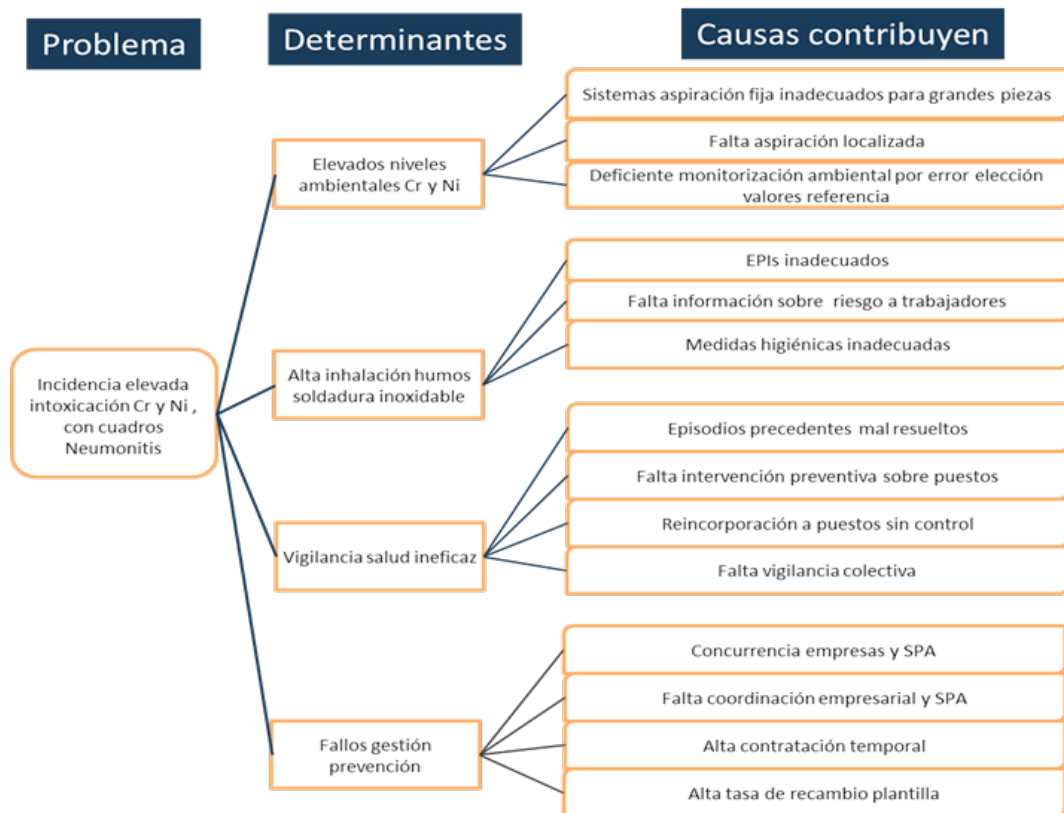 Problema
Determinantes
Causas contribuyen
Incidencia elevada
intoxicación Cr y Ni ,
con cuadros
Neumonitis
Elevados niveles
ambientales Cr y Ni
Sistemas aspiración fija inadecuados para grandes piezas
Falta aspiración localizada
Deficiente monitorización ambiental por error elección
valores referencia
Alta inhalación humos
soldadura inoxidable
EPIs inadecuados
Falta información sobre riesgo a trabajadores
Medidas higiénicas inadecuadas
Vigilancia salud ineficaz
Episodios precedentes mal resueltos
Falta intervención preventiva sobre puestos
Reincorporación a puestos sin control
Falta vigilancia colectiva
Fallos gestión
prevención
Concurrencia empresas y SPA
Falta coordinación empresarial y SPA
Alta contratación temporal
Alta tasa de recambio plantilla